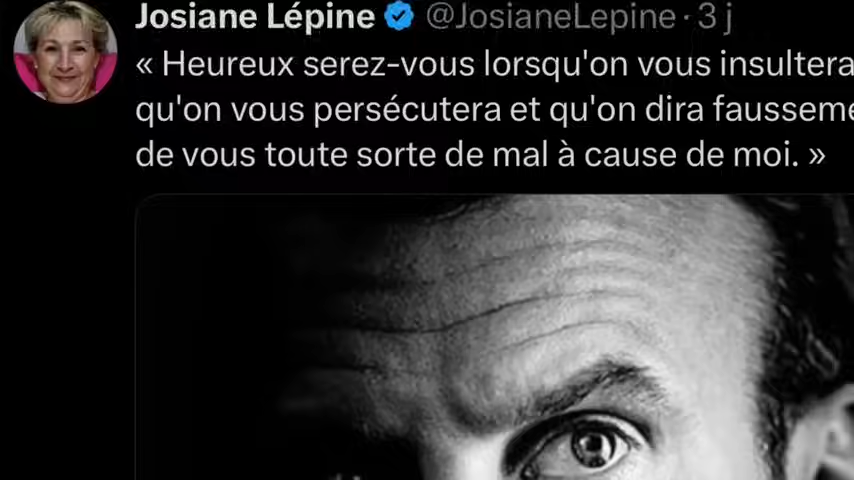 Josiane Lépine @JosianeLepine · 3 j
« Heureux serez-vous lorsqu'on vous insultera
qu'on vous persécutera et qu'on dira
de vous toute sorte de mal à cause de moi. »